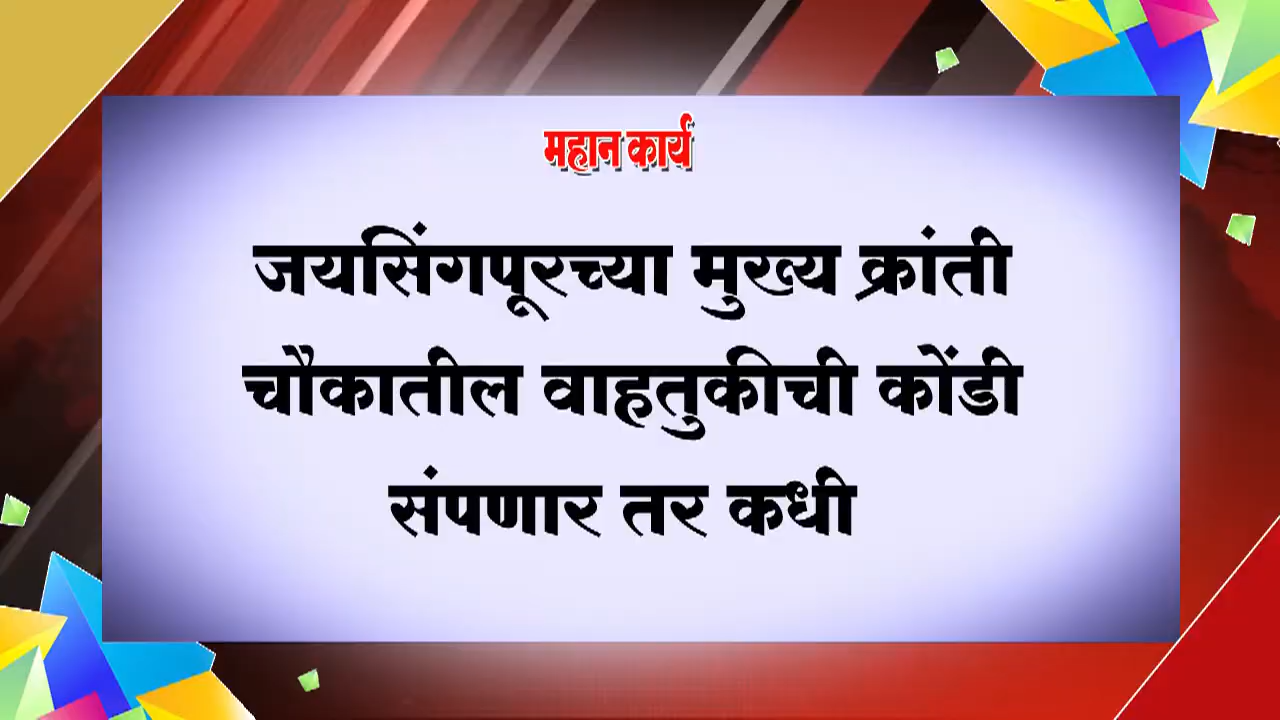 महान कार्य
जयसिंगपूरच्या मुख्य क्रांती
चौकातील वाहतुकीची कोंडी
संपणार तर कधी